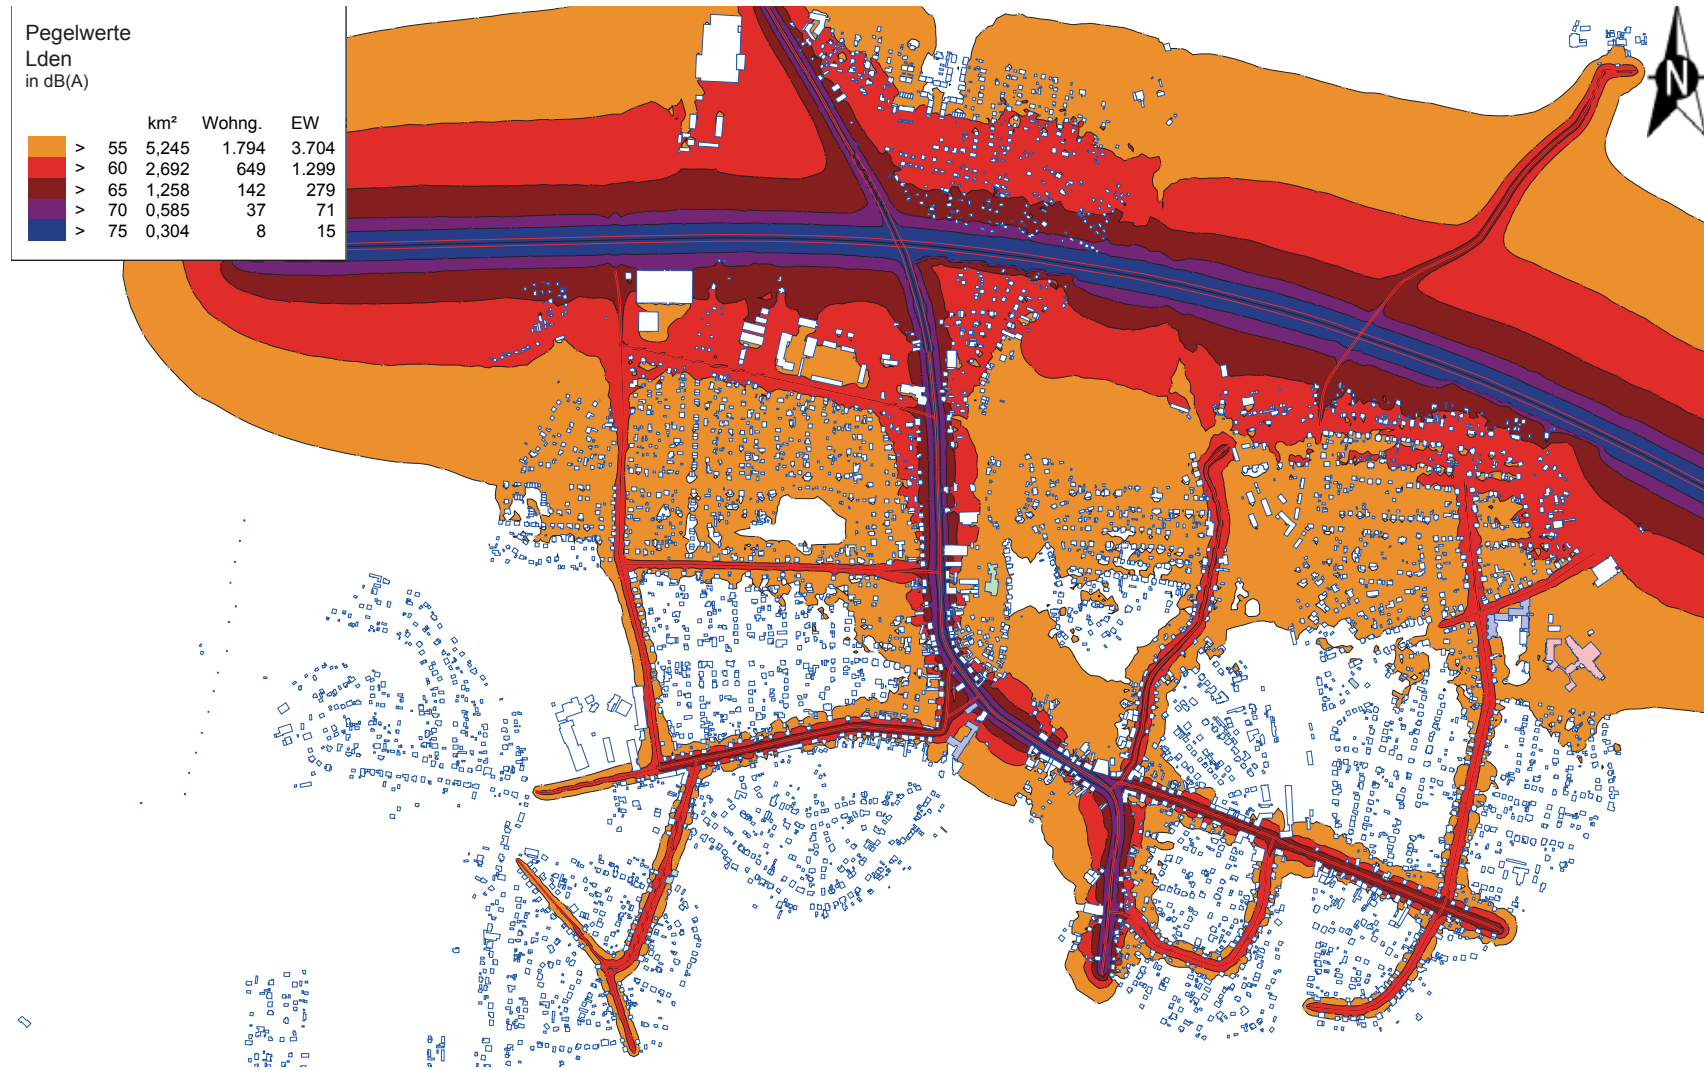 Pegelwerte
Lden
in dB(A)
km² Wohng. EW
> 55 5,245 1.794 3.704
> 60 2,692 649 1.299
> 65 1,258 142 279
> 70 0,585 37 71
> 75 0,304 8 15
N